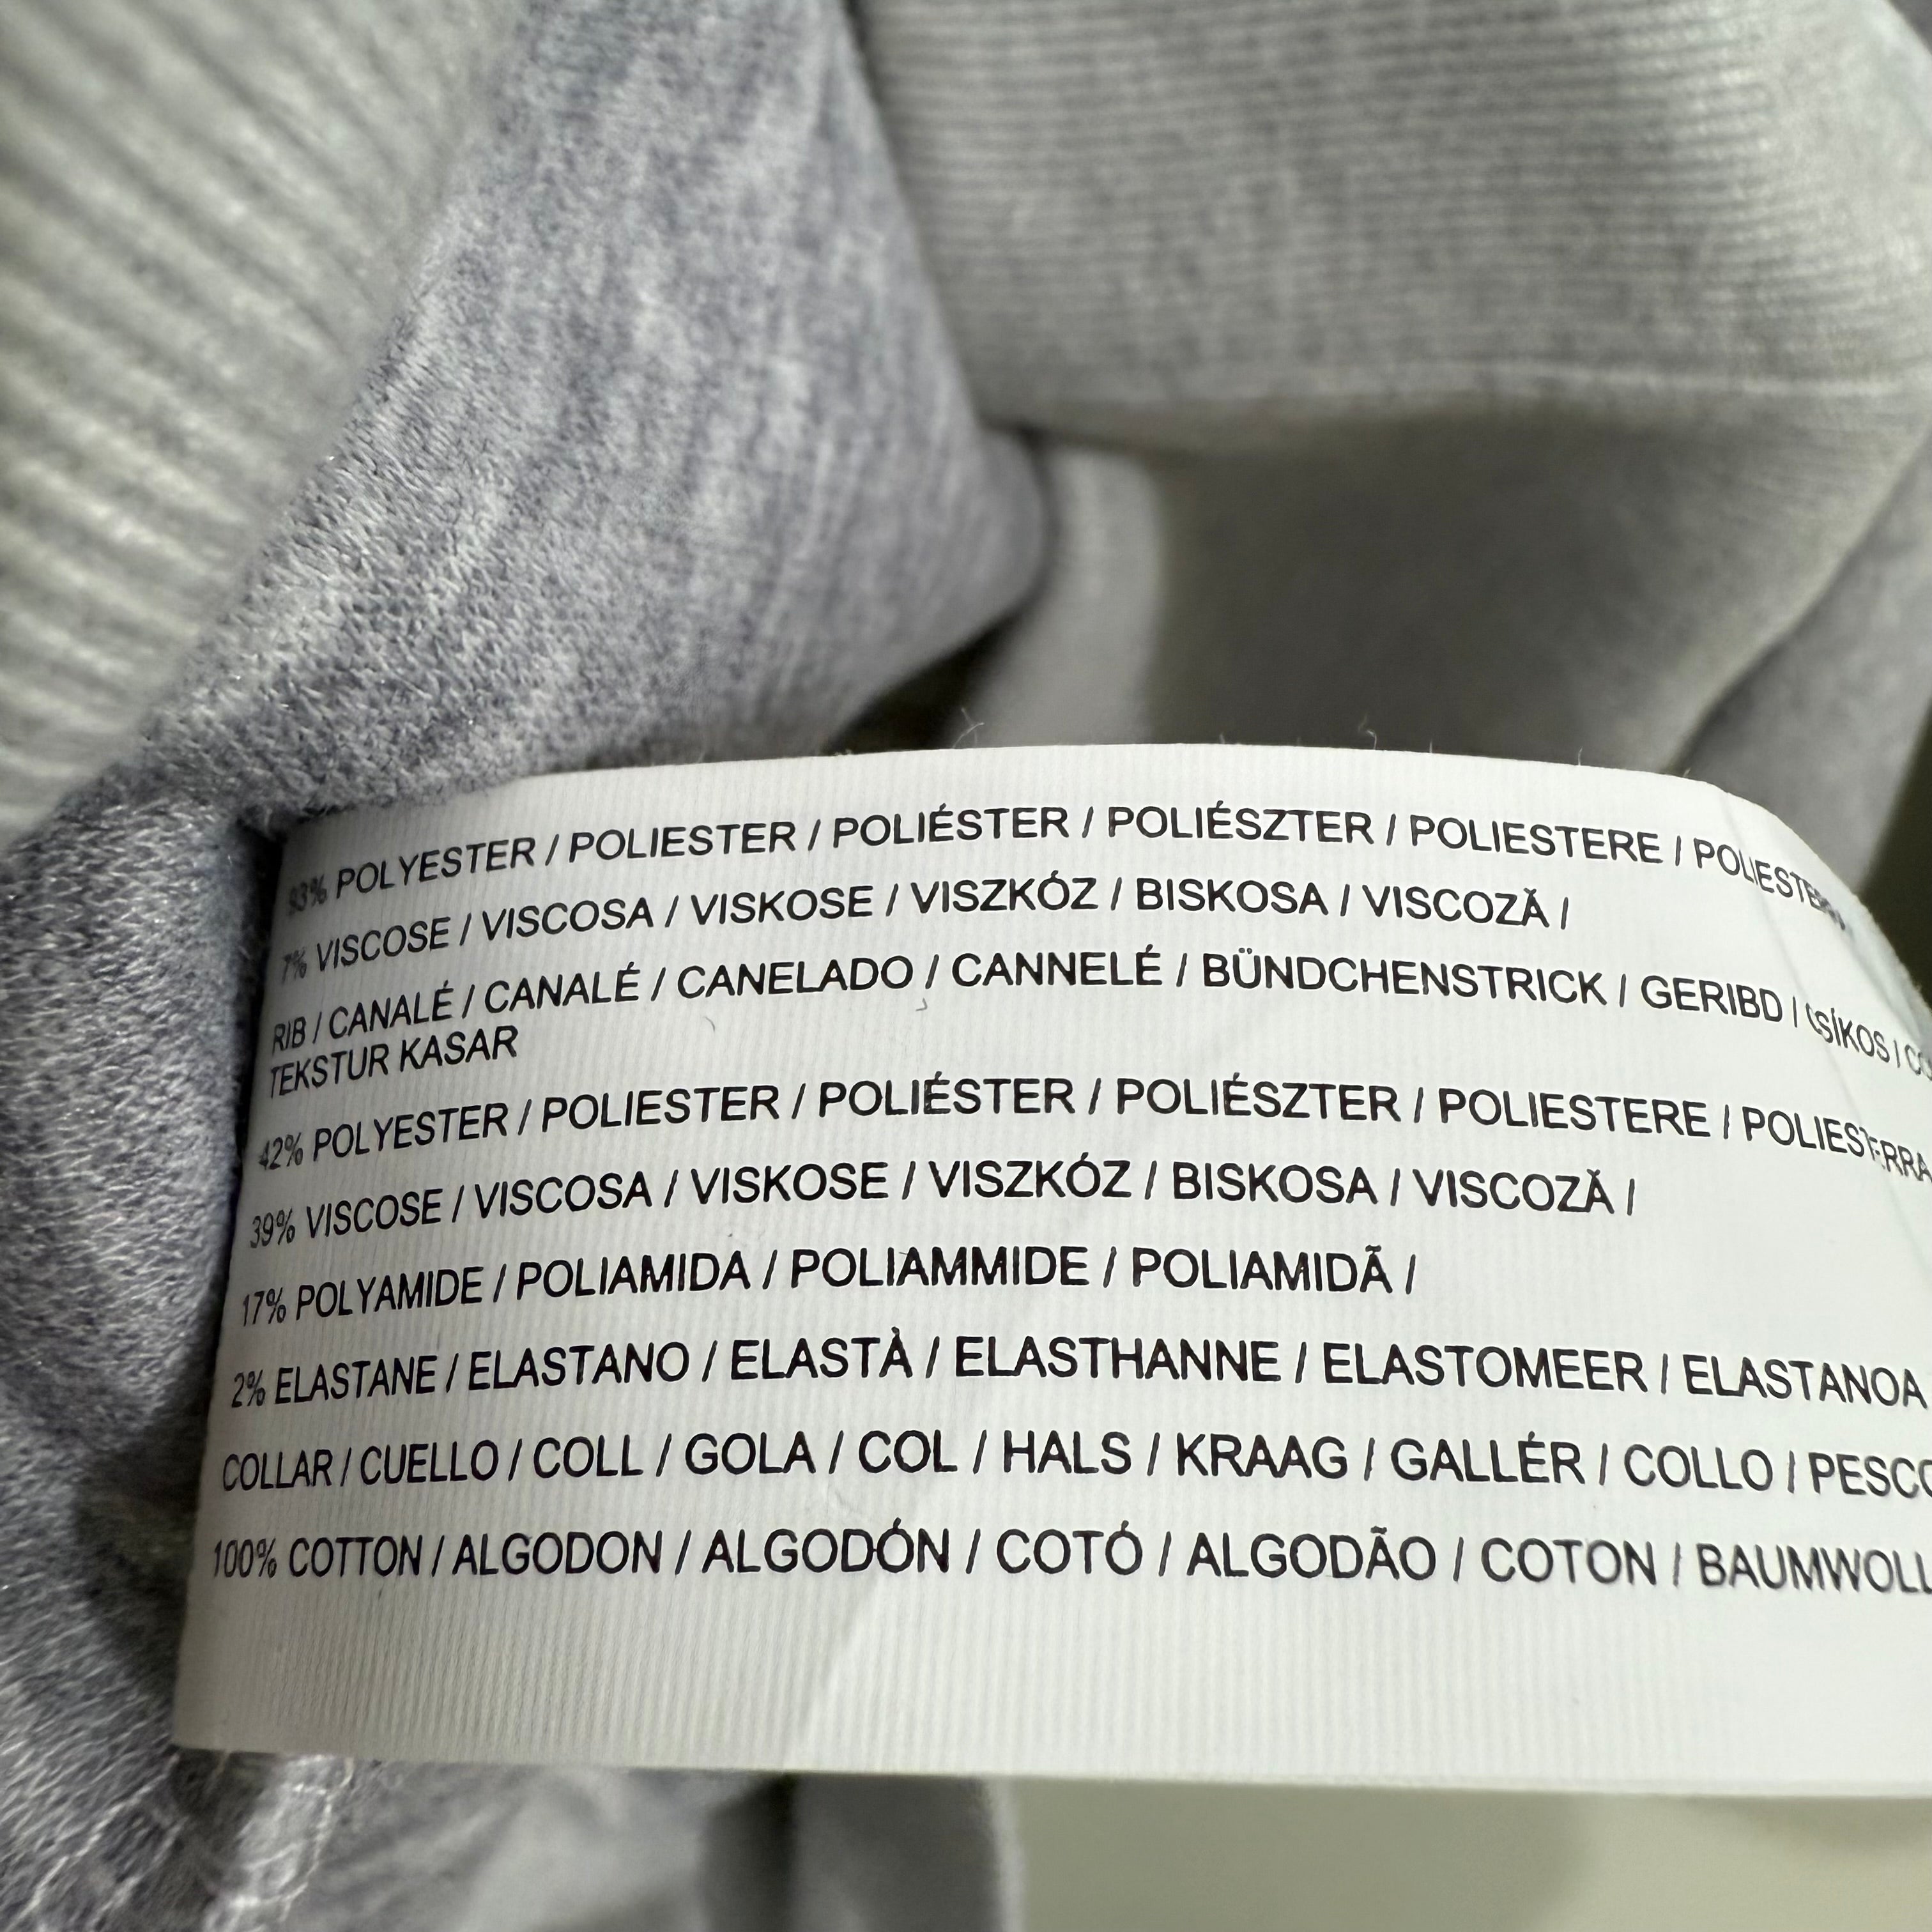 93% POLYESTER / POLIESTER / POLIÉSTER / POLIÉSZTER / POLIESTERE /
7% VISCOSE / VISCOSA / VISKOSE / VISZKÓZ / BISKOSA / VISCOZĂ /
RIB / CANALÉ / CANALÉ / CANELADO / CANNELÉ / BÜNDCHENSTRICK / GERIBD / CSÍKOS /
TEKSTUR KASAR
42% POLYESTER / POLIESTER / POLIÉSTER / POLIÉSZTER / POLIESTERE /
39% VISCOSE / VISCOSA / VISKOSE / VISZKÓZ / BISKOSA / VISCOZĂ /
17% POLYAMIDE / POLIAMIDA / POLIAMMIDE / POLIAMIDĂ /
2% ELASTANE / ELASTANO / ELASTÀ / ELASTHANNE / ELASTOMEER / ELASTANOA
COLLAR / CUELLO / COLL / GOLA / COL / HALS / KRAAG / GALLÉR / COLLO /
100% COTTON / ALGODON / ALGODÓN / COTÓ / ALGODÃO / COTON /